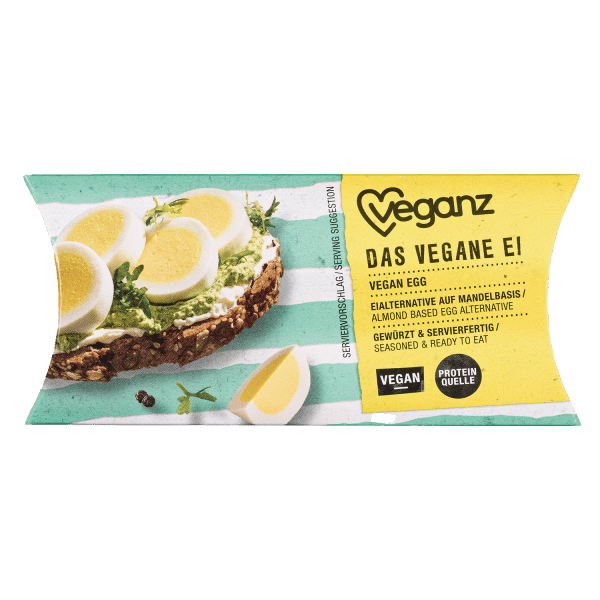 veganz
DAS VEGANE EI
VEGAN EGG
EIALTERNATIVE AUF MANDELBASIS /
ALMOND BASED EGG ALTERNATIVE
GEWÜRZT & SERVIERFERTIG /
SEASONED & READY TO EAT
VEGAN
PROTEIN
QUELLE
SERVIERVORSCHLAG / SERVING SUGGESTION